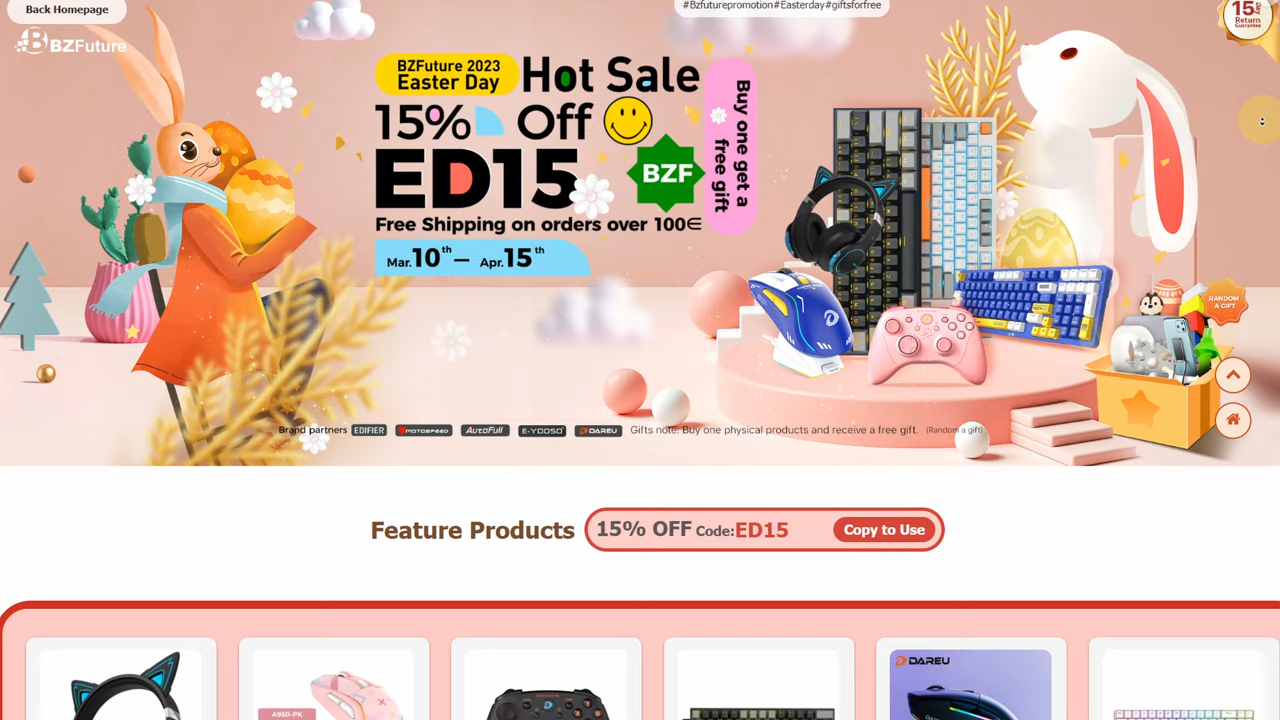 Back Homepage
#Bzfuturepromotion#Easterday#giftsforfree
15
DAY
Return
Guarantee
BZFuture
BZFuture 2023
Easter Day
Hot Sale
15% Off
ED15
BZF
Buy one get a
free gift
Free Shipping on orders over 100€
Mar.10th— Apr.15th
RANDOM
A GIFT
Brand partners EDIFIER MOTOSPEED AutoFull E-YOOSO DAREU Gifts note: Buy one physical products and receive a free gift. (Random a gift)
Feature Products
15% OFF Code:ED15
Copy to Use
DAREU
A950-PK